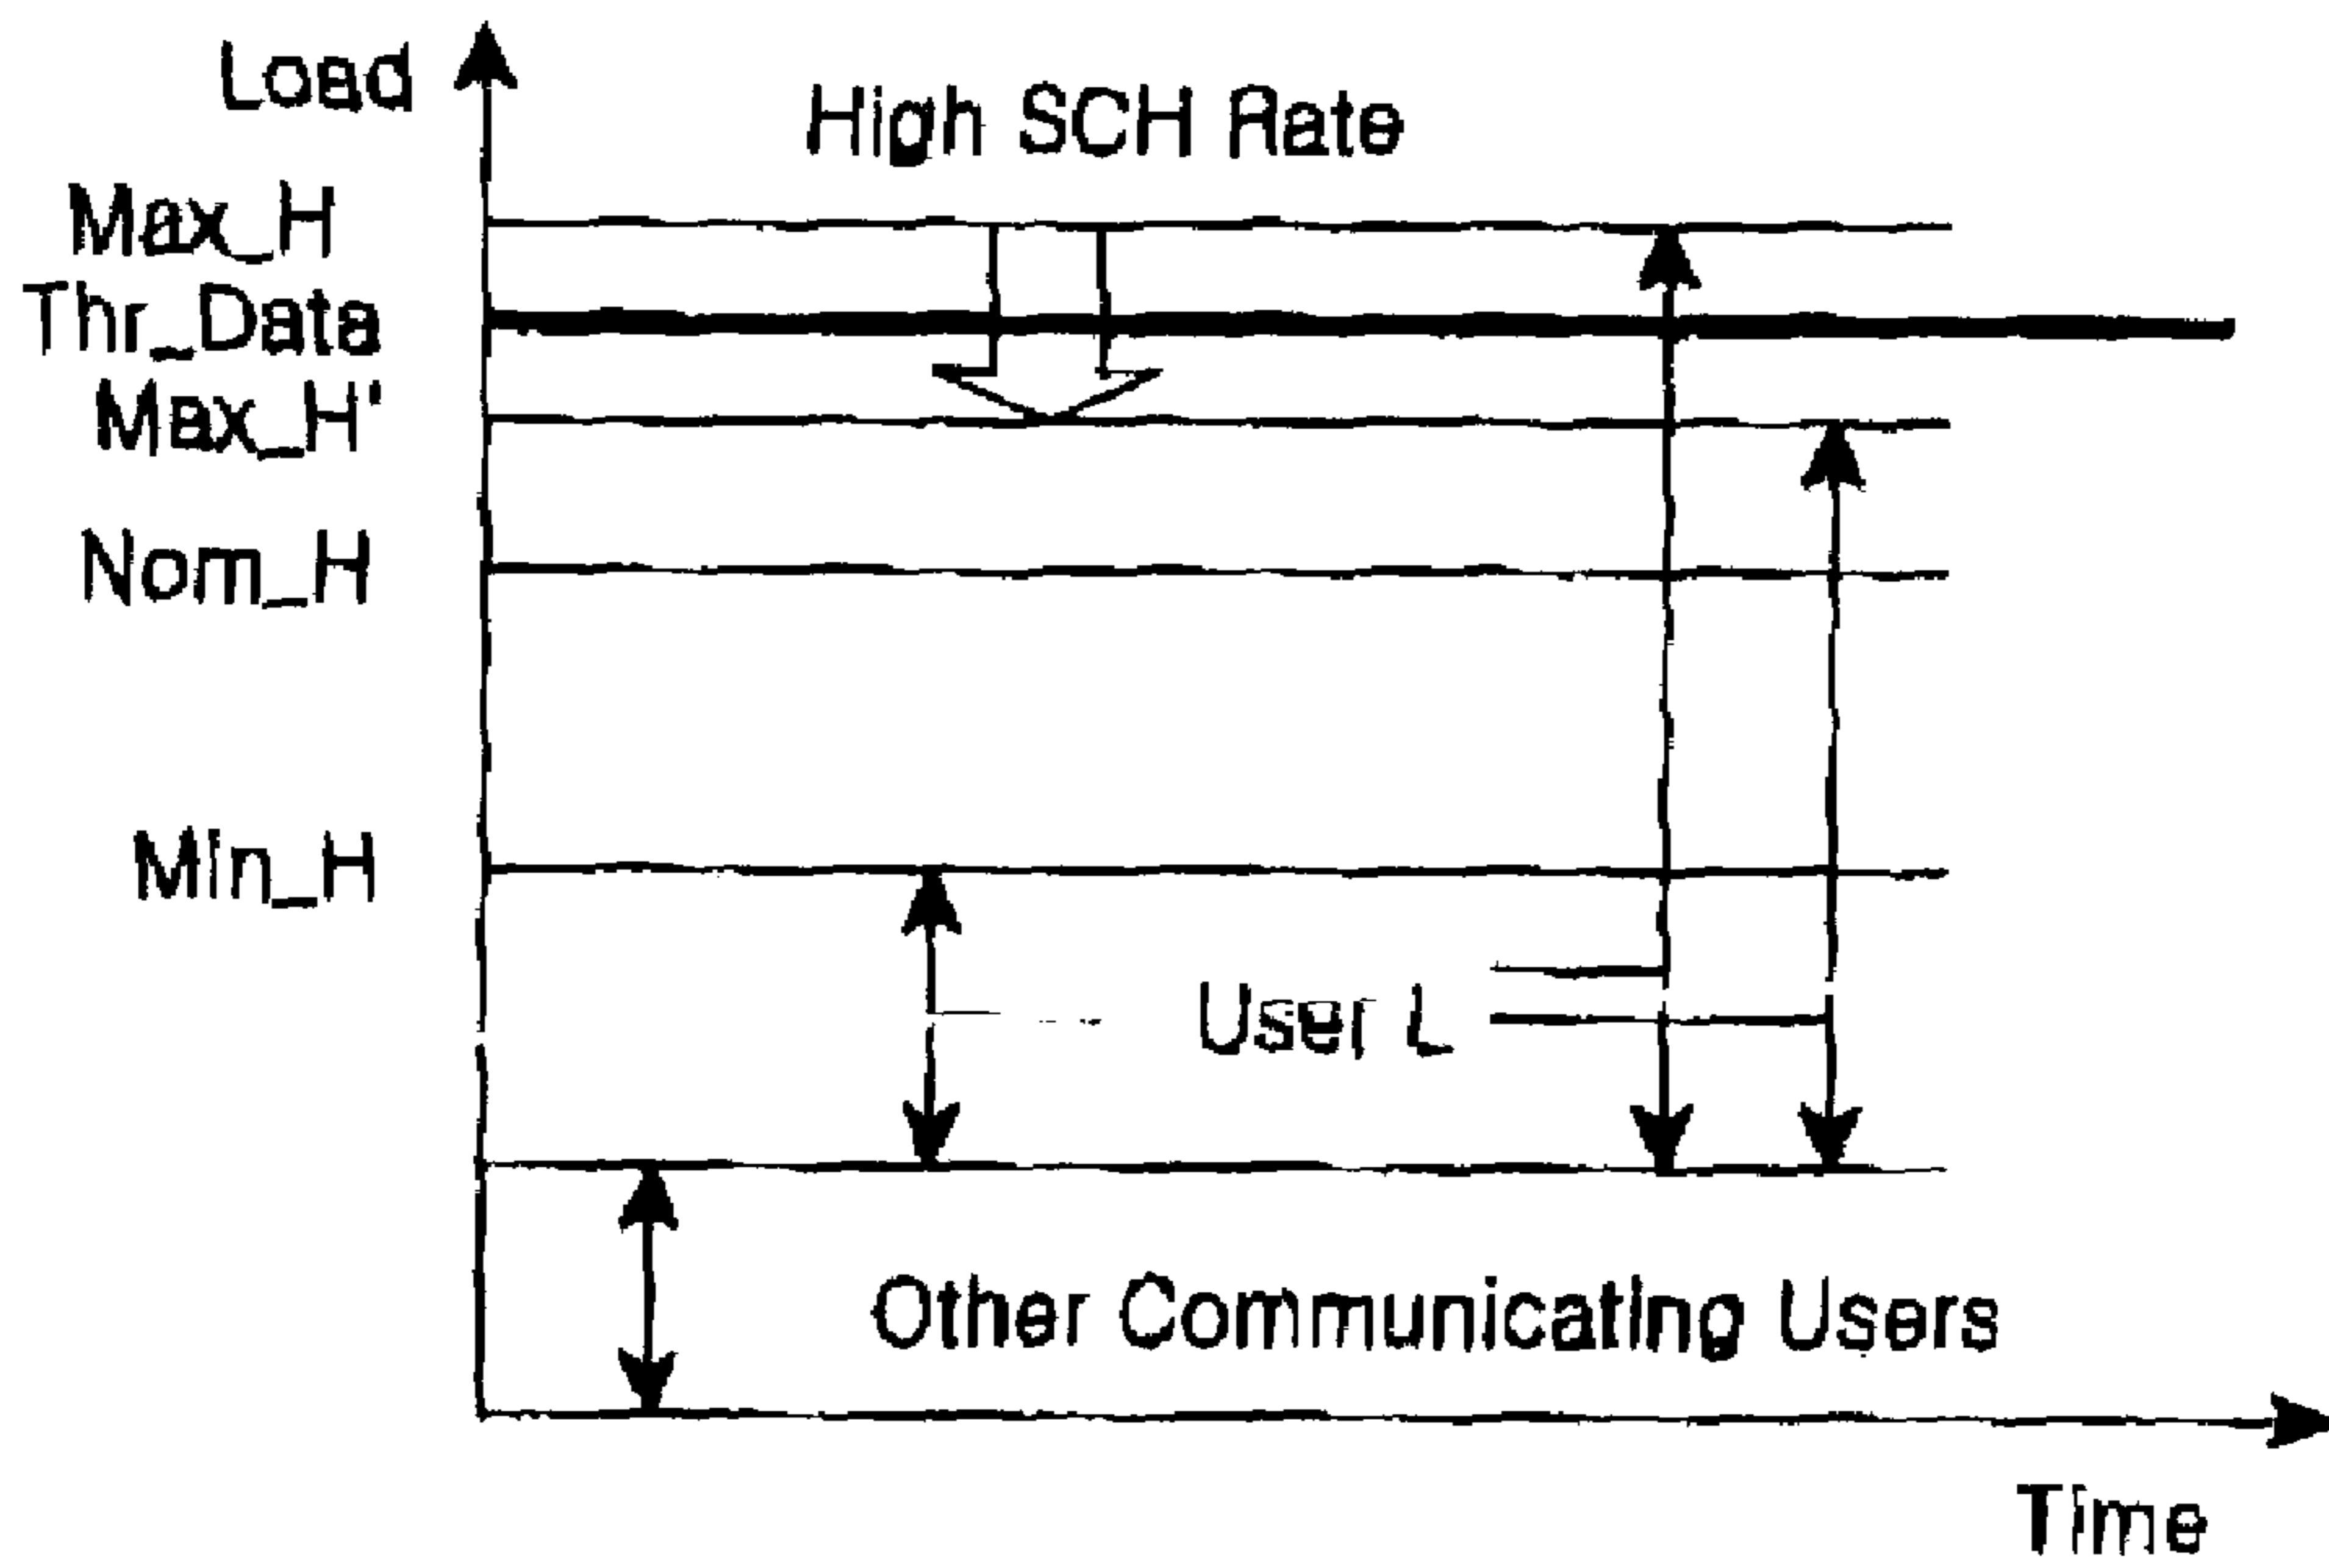 Load
High SCH Rate
Max_H
Thr_Data
Max_H'
Nom_H
Min_H
User L
Other Communicating Users
Time